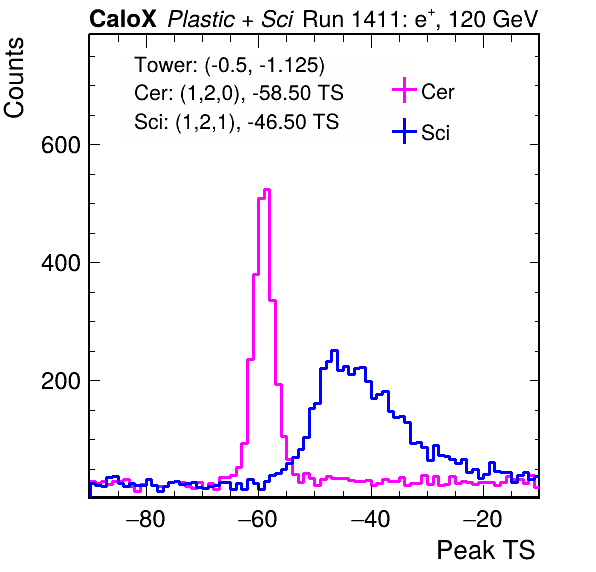 CaloX Plastic + Sci Run 1411: e⁺, 120 GeV
Counts
Tower: (-0.5, -1.125)
Cer: (1,2,0), -58.50 TS
Sci: (1,2,1), -46.50 TS
Cer
Sci
600
400
200
−80 −60 −40 −20
Peak TS